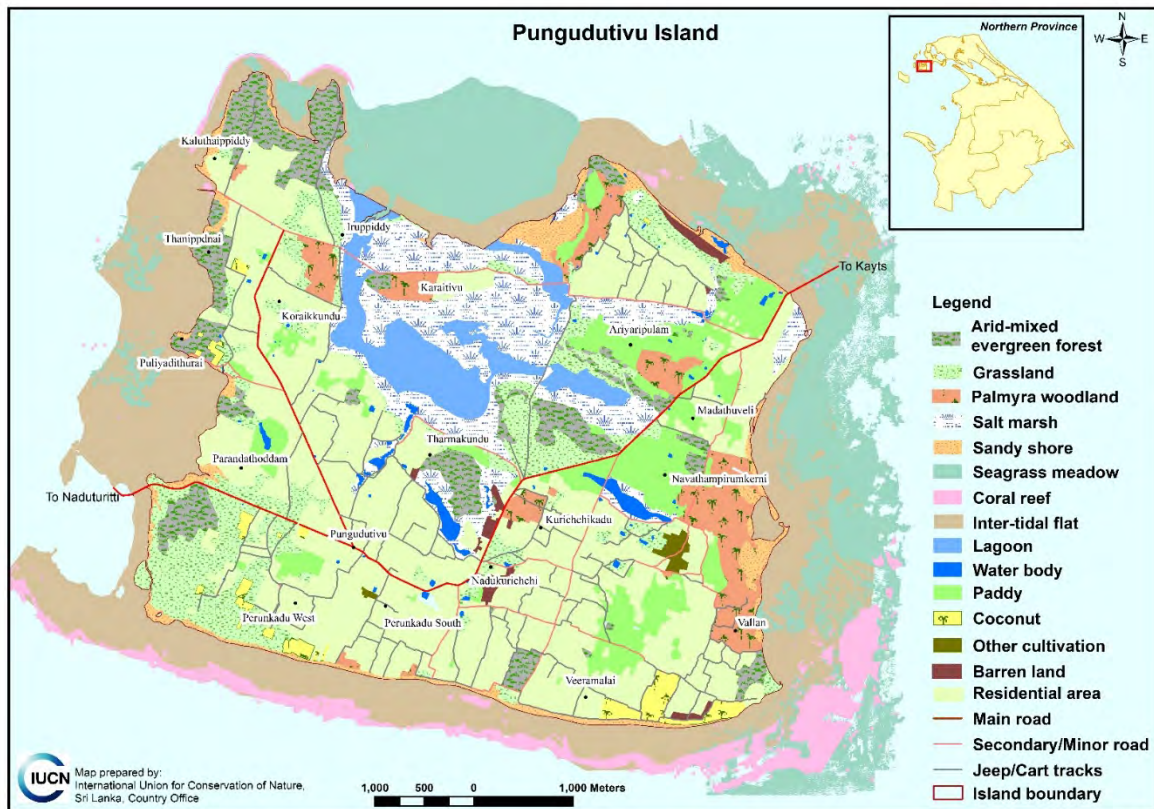 Pungudutivu Island
Northern Province
N
W E
S
Kaluthaippiddy
Iruppiddy
Thanippdnai
To Kayts
Karaitivu
Koraikkundu
Ariyaripulam
Puliyadithurai
Madathuveli
Tharmakundu
Parandathoddam
Navathampirumkerni
To Naduturitti
Kurichchikadu
Pungudutivu
Nadukurichchi
Perunkadu West
Perunkadu South
Vallan
Veeramalai
Legend
Arid-mixed
evergreen forest
Grassland
Palmyra woodland
Salt marsh
Sandy shore
Seagrass meadow
Coral reef
Inter-tidal flat
Lagoon
Water body
Paddy
Coconut
Other cultivation
Barren land
Residential area
Main road
Secondary/Minor road
Jeep/Cart tracks
Island boundary
IUCN
Map prepared by:
International Union for Conservation of Nature,
Sri Lanka, Country Office
1,000 500 0 1,000 Meters